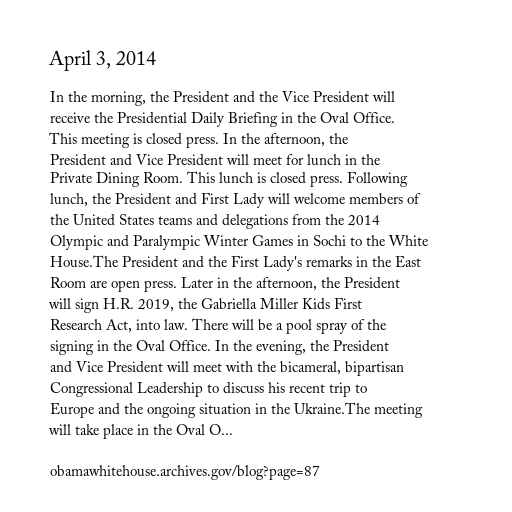 April 3, 2014
In the morning, the President and the Vice President will
receive the Presidential Daily Briefing in the Oval Office.
This meeting is closed press. In the afternoon, the
President and Vice President will meet for lunch in the
Private Dining Room. This lunch is closed press. Following
lunch, the President and First Lady will welcome members of
the United States teams and delegations from the 2014
Olympic and Paralympic Winter Games in Sochi to the White
House.The President and the First Lady's remarks in the East
Room are open press. Later in the afternoon, the President
will sign H.R. 2019, the Gabriella Miller Kids First
Research Act, into law. There will be a pool spray of the
signing in the Oval Office. In the evening, the President
and Vice President will meet with the bicameral, bipartisan
Congressional Leadership to discuss his recent trip to
Europe and the ongoing situation in the Ukraine.The meeting
will take place in the Oval O...
obamawhitehouse.archives.gov/blog?page=87